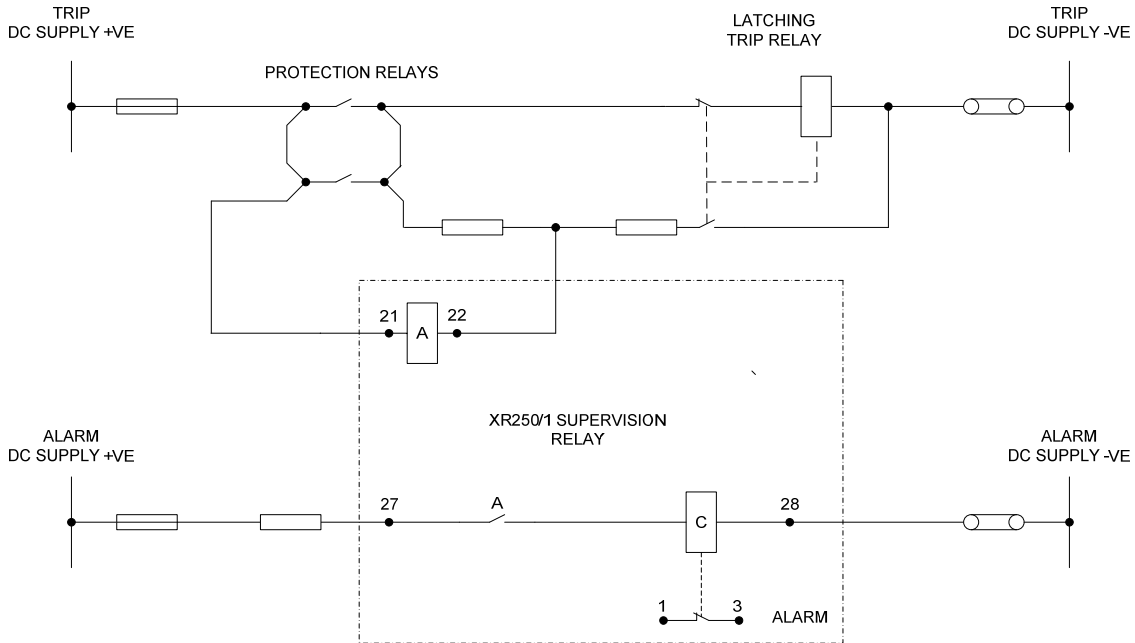 TRIP
DC SUPPLY +VE
LATCHING
TRIP RELAY
TRIP
DC SUPPLY -VE
PROTECTION RELAYS
21
A
22
XR250/1 SUPERVISION
RELAY
ALARM
DC SUPPLY +VE
ALARM
DC SUPPLY -VE
27
A
C
28
1
3
ALARM